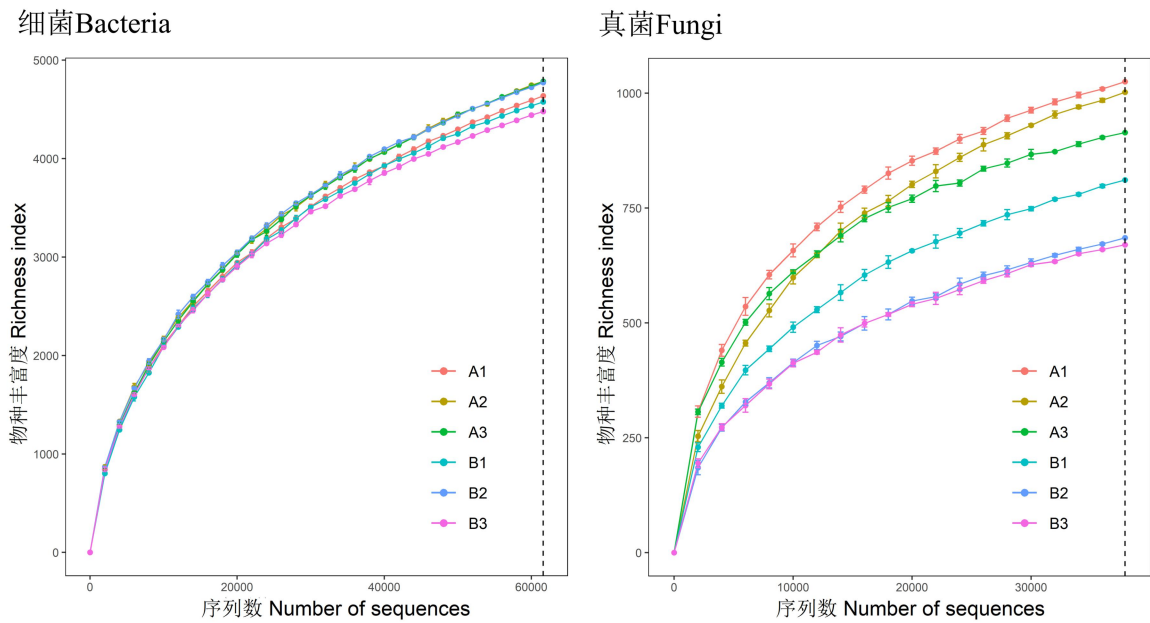 细菌Bacteria
5000
4000
3000
2000
1000
0
物种丰富度 Richness index
A1
A2
A3
B1
B2
B3
0
20000
40000
60000
序列数 Number of sequences
真菌Fungi
1000
750
500
250
0
物种丰富度 Richness index
A1
A2
A3
B1
B2
B3
0
10000
20000
30000
序列数 Number of sequences